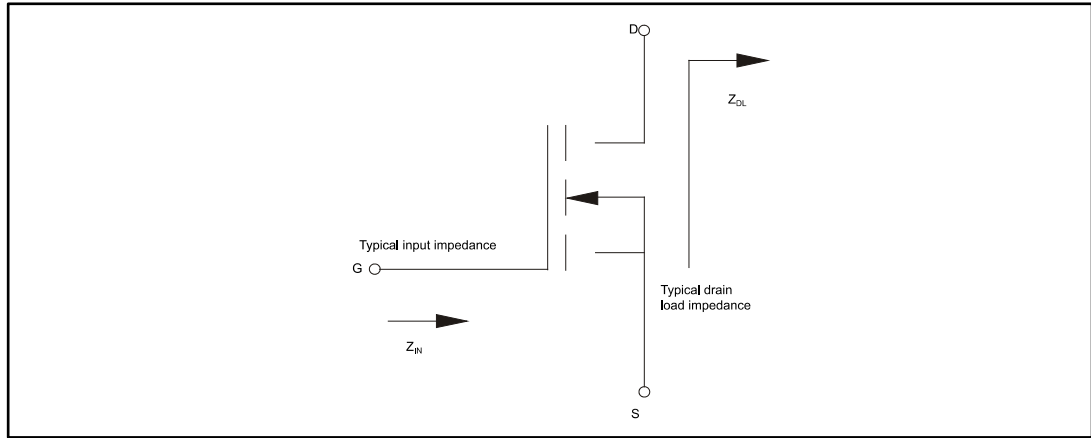 D
Z_DL
Typical input impedance
G
Typical drain
load impedance
Z_IN
S